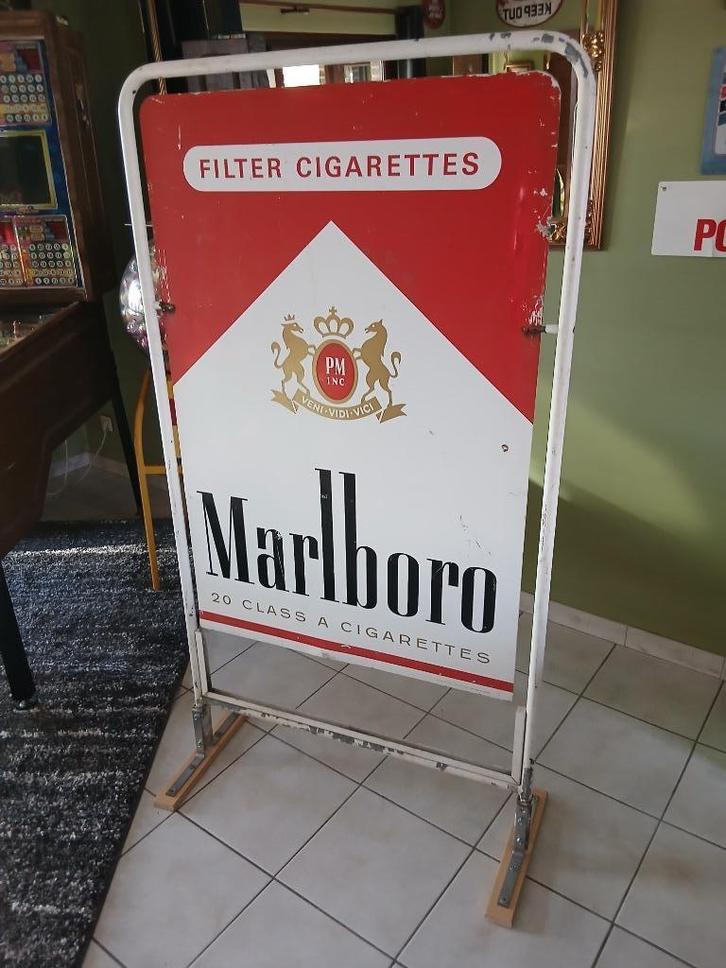 KEEP OUT
FILTER CIGARETTES
PO
PM
INC
VENI·VIDI·VICI
Marlboro
20 CLASS A CIGARETTES